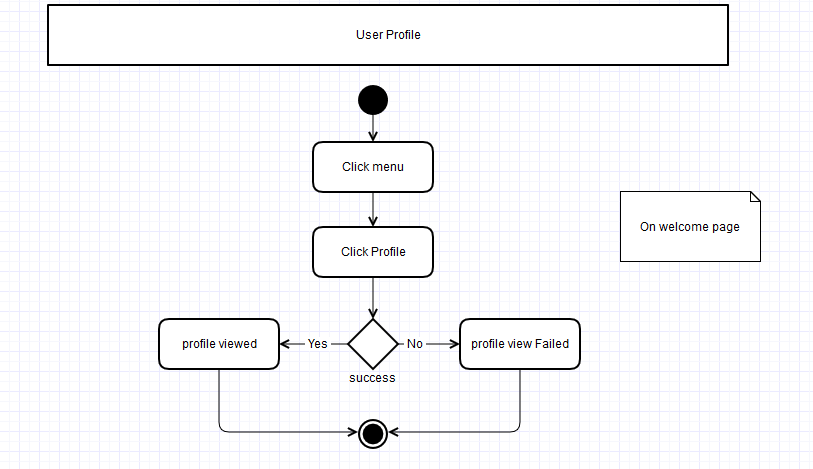 User Profile
Click menu
On welcome page
Click Profile
profile viewed
Yes
No
profile view Failed
success